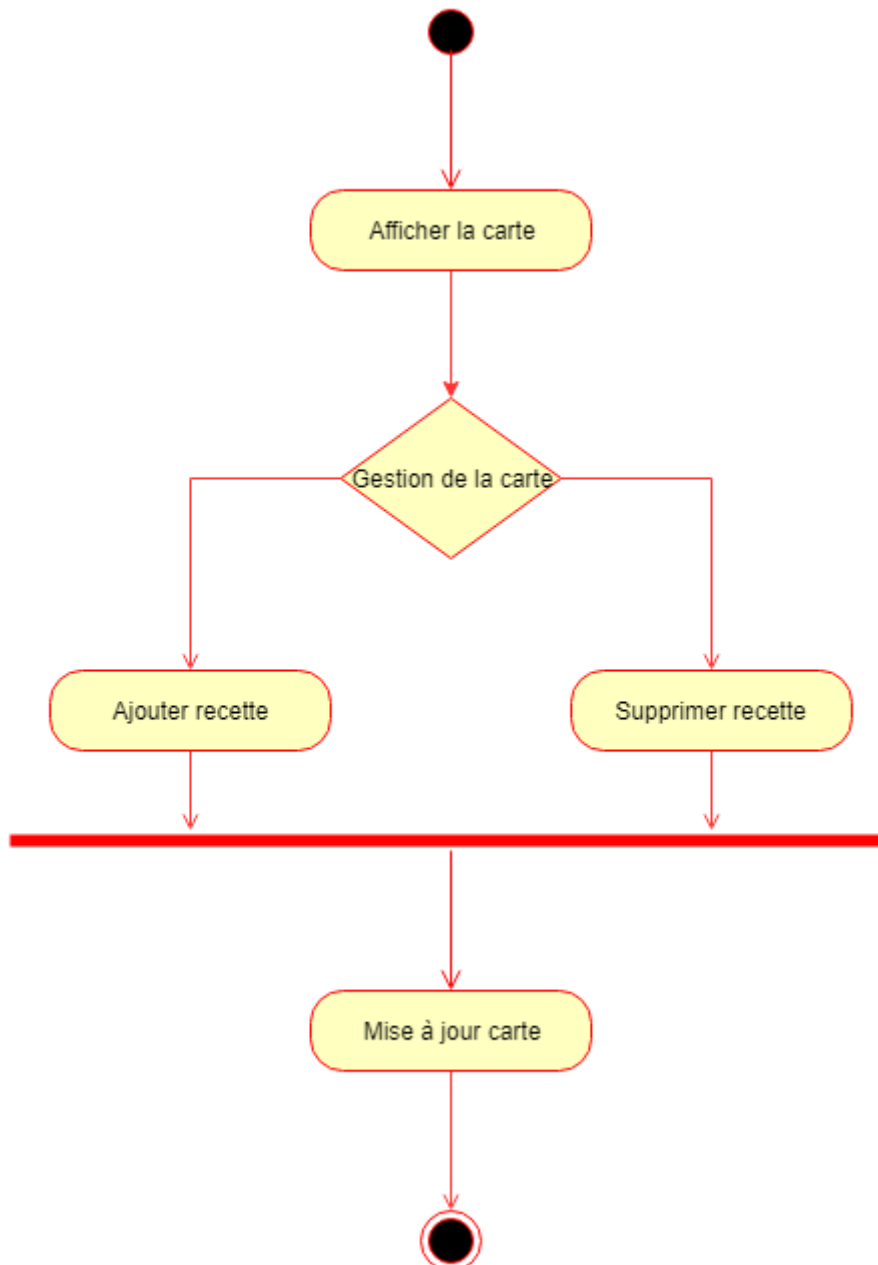 Afficher la carte
Gestion de la carte
Ajouter recette
Supprimer recette
Mise à jour carte